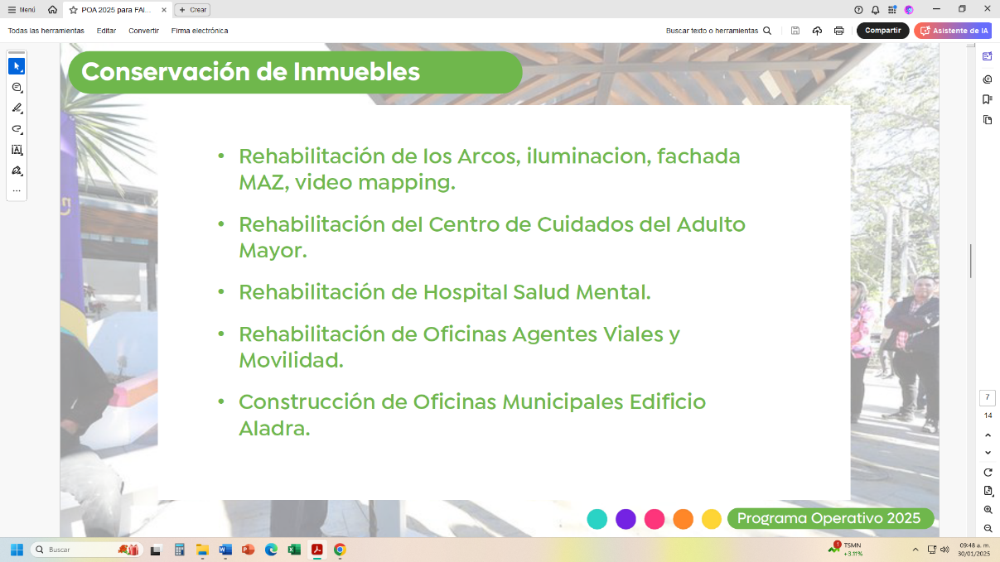 Menú
POA 2025 para FAI...
Crear
Todas las herramientas
Editar
Convertir
Firma electrónica
Buscar texto o herramientas
Compartir
Asistente de IA
Conservación de Inmuebles
• Rehabilitación de los Arcos, iluminacion, fachada
MAZ, video mapping.
• Rehabilitación del Centro de Cuidados del Adulto
Mayor.
• Rehabilitación de Hospital Salud Mental.
• Rehabilitación de Oficinas Agentes Viales y
Movilidad.
• Construcción de Oficinas Municipales Edificio
Aladra.
Programa Operativo 2025
7
14
Buscar
1
TSMN
+3.11%
09:48 a. m.
30/01/2025